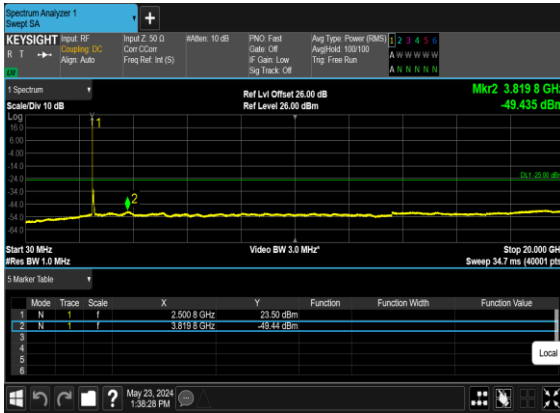 Spectrum Analyzer 1
Swept SA
KEYSIGHT Input: RF Input Z: 50 Ω #Atten: 10 dB PNO: Fast Avg Type: Power (RMS) 1 2 3 4 5 6
R T Coupling: DC Corr CCorr Gate: Off Avg|Hold: 100/100 A W W W W W
Align: Auto Freq Ref: Int (S) IF Gain: Low Trig: Free Run
Sig Track: Off A N N N N N
1 Spectrum Ref Lvl Offset 26.00 dB Mkr2 3.819 8 GHz
Scale/Div 10 dB Ref Level 26.00 dBm -49.435 dBm
Log
16.0
6.00
-4.00
-14.0
-24.0
-34.0
-44.0
-54.0
-64.0
1
2
DL1 -25.00 dBm
Start 30 MHz Video BW 3.0 MHz* Stop 20.000 GHz
#Res BW 1.0 MHz Sweep 34.7 ms (40001 pts)
5 Marker Table
Mode Trace Scale X Y Function Function Width Function Value
1 N 1 f 2.500 8 GHz 23.50 dBm
2 N 1 f 3.819 8 GHz -49.44 dBm
3
4
5
6
Local
May 23, 2024
1:38:28 PM